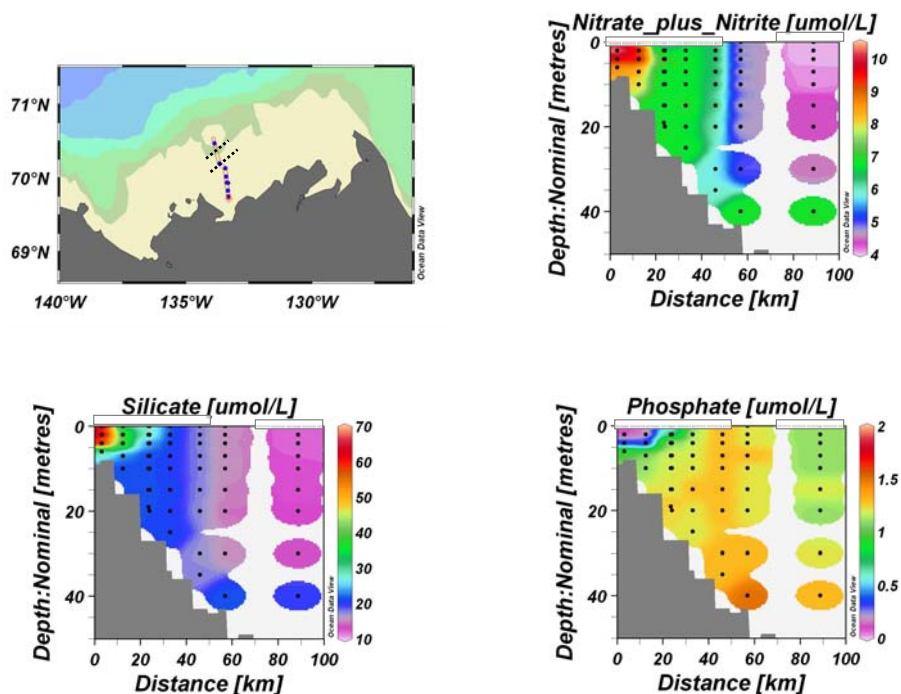 71°N
70°N
69°N
140°W
135°W
130°W
Ocean Data View
Nitrate_plus_Nitrite [umol/L]
Depth:Nominal [metres]
0
20
40
0
20
40
60
80
100
Distance [km]
10
9
8
7
6
5
4
Ocean Data View
Silicate [umol/L]
Depth:Nominal [metres]
0
20
40
0
20
40
60
80
100
Distance [km]
70
60
50
40
30
20
10
Ocean Data View
Phosphate [umol/L]
Depth:Nominal [metres]
0
20
40
0
20
40
60
80
100
Distance [km]
2
1.5
1
0.5
0
Ocean Data View